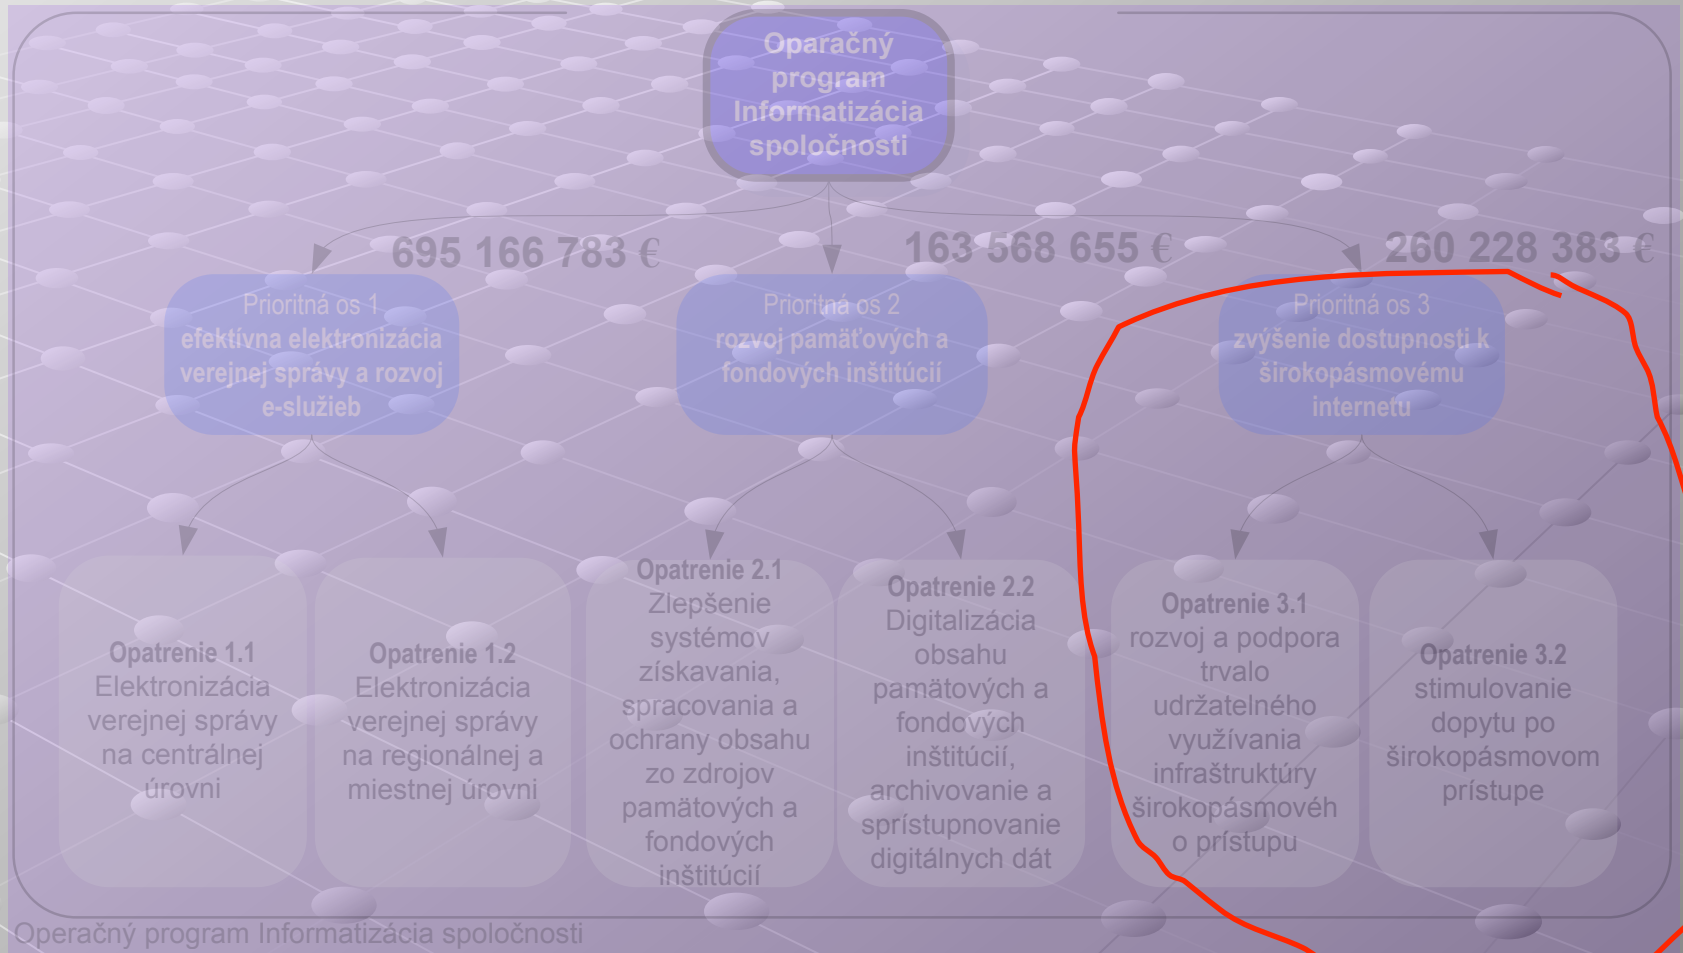 Oparačný
program
Informatizácia
spoločnosti
695 166 783 €
163 568 655 €
260 228 383 €
Prioritná os 1
efektívna elektronizácia
verejnej správy a rozvoj
e-služieb
Prioritná os 2
rozvoj pamäťových a
fondových inštitúcií
Prioritná os 3
zvýšenie dostupnosti k
širokopásmovému
internetu
Opatrenie 1.1
Elektronizácia
verejnej správy
na centrálnej
úrovni
Opatrenie 1.2
Elektronizácia
verejnej správy
na regionálnej a
miestnej úrovni
Opatrenie 2.1
Zlepšenie
systémov
získavania,
spracovania a
ochrany obsahu
zo zdrojov
pamätových a
fondových
inštitúcií
Opatrenie 2.2
Digitalizácia
obsahu
pamätových a
fondových
inštitúcií,
archivovanie a
sprístupnovanie
digitálnych dát
Opatrenie 3.1
rozvoj a podpora
trvalo
udržatelného
využívania
infraštruktúry
širokopásmovéh
o prístupu
Opatrenie 3.2
stimulovanie
dopytu po
širokopásmovom
prístupe
Operačný program Informatizácia spoločnosti